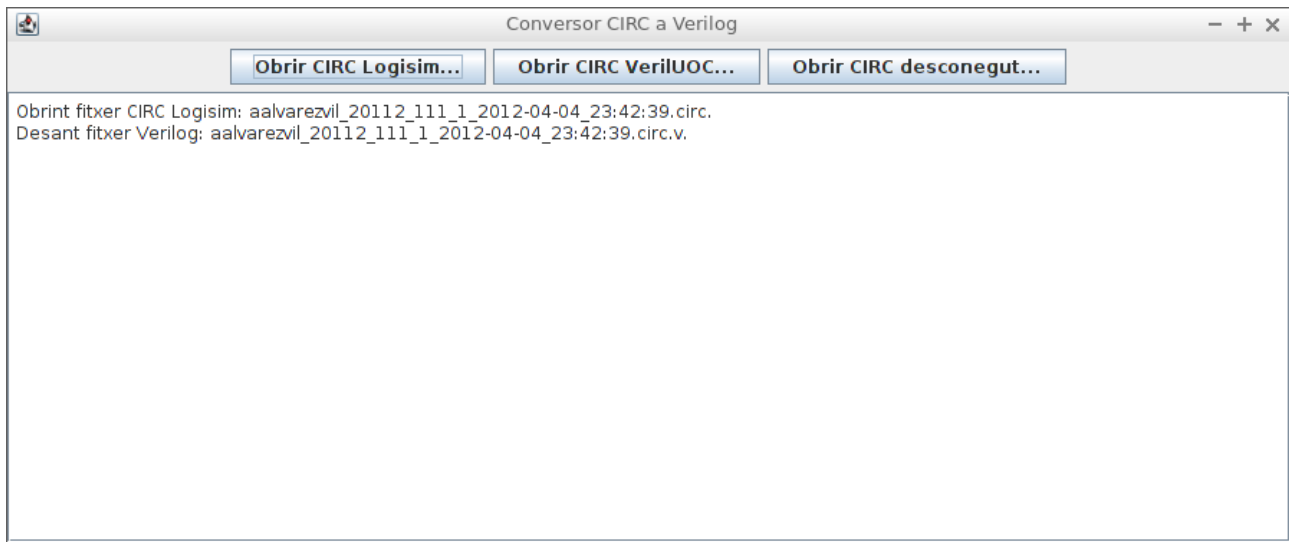 Conversor CIRC a Verilog
Obrir CIRC Logisim... Obrir CIRC VerilUOC... Obrir CIRC desconegut...
Obrint fitxer CIRC Logisim: aalvarezvil_20112_111_1_2012-04-04_23:42:39.circ.
Desant fitxer Verilog: aalvarezvil_20112_111_1_2012-04-04_23:42:39.circ.v.